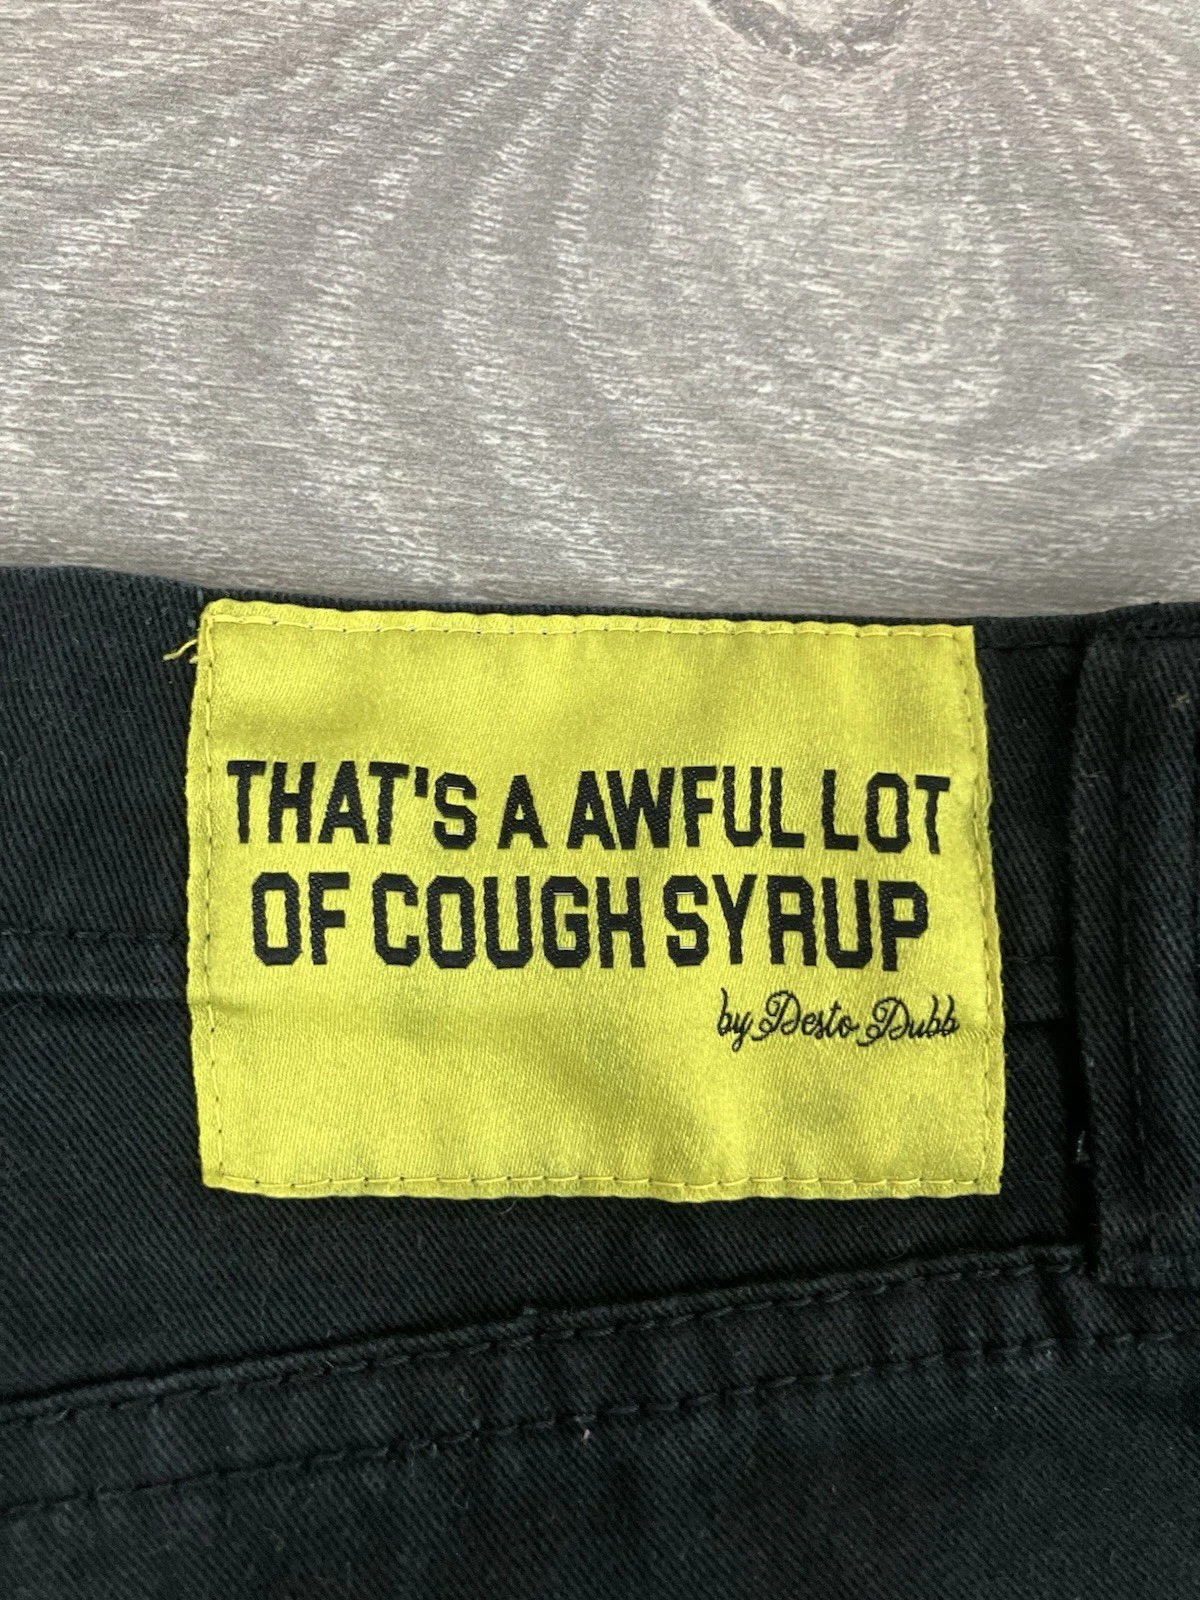 THAT'S A AWFUL LOT
OF COUGH SYRUP
by Desto Dubb